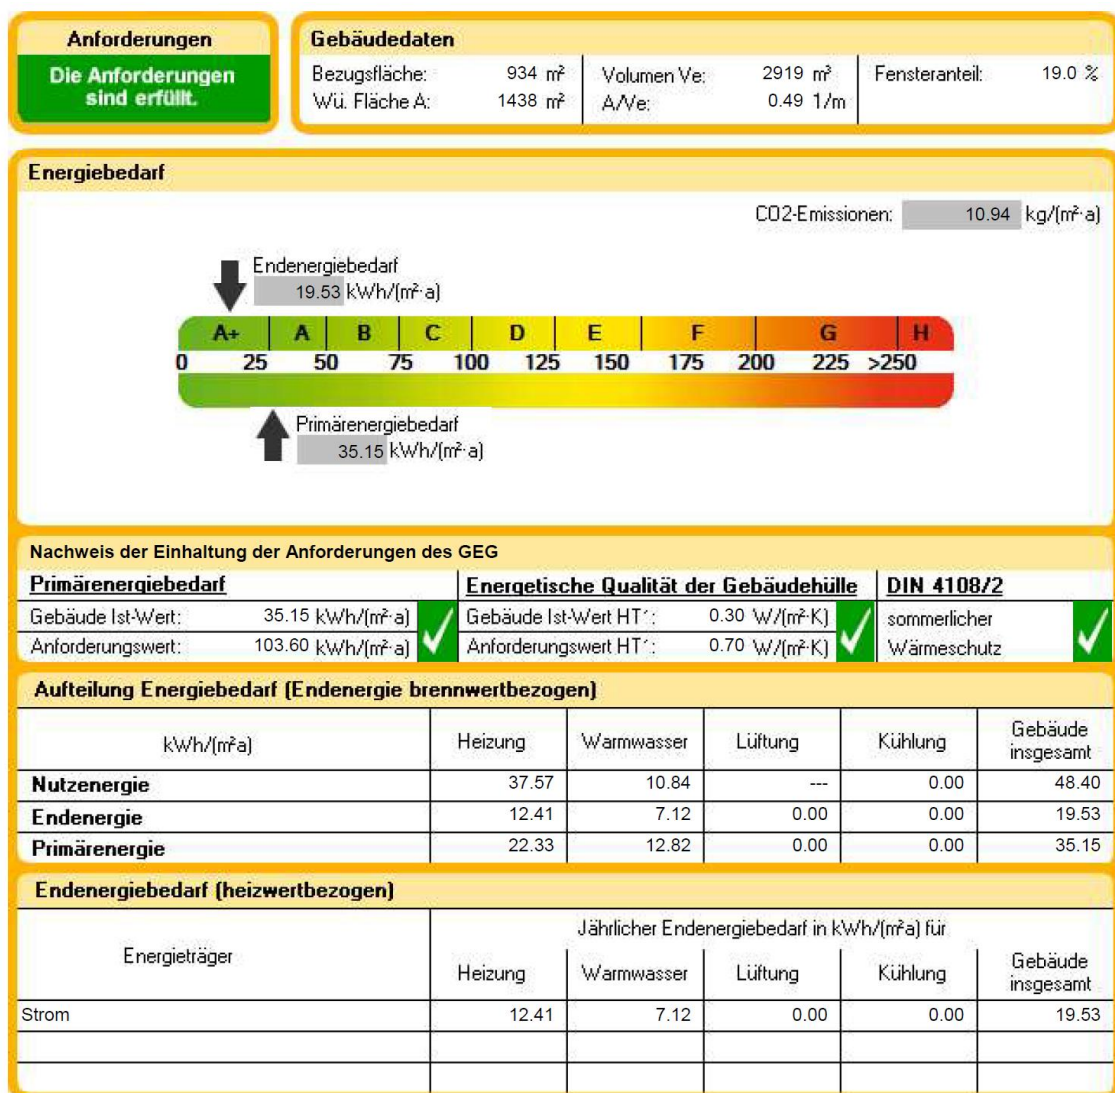 Anforderungen
Die Anforderungen
sind erfüllt.
Gebäudedaten
Bezugsfläche: 934 m² Volumen Ve: 2919 m³ Fensteranteil: 19.0 %
Wü. Fläche A: 1438 m² A/Ve: 0.49 1/m
Energiebedarf
CO2-Emissionen: 10.94 kg/(m²·a)
Endenergiebedarf
19.53 kWh/(m²·a)
A+ A B C D E F G H
0 25 50 75 100 125 150 175 200 225 >250
Primärenergiebedarf
35.15 kWh/(m²·a)
Nachweis der Einhaltung der Anforderungen des GEG
Primärenergiebedarf Energetische Qualität der Gebäudehülle DIN 4108/2
Gebäude Ist-Wert: 35.15 kWh/(m²·a) Gebäude Ist-Wert HT´: 0.30 W/(m²·K) sommerlicher
Anforderungswert: 103.60 kWh/(m²·a) Anforderungswert HT´: 0.70 W/(m²·K) Wärmeschutz
Aufteilung Energiebedarf (Endenergie brennwertbezogen)
kWh/(m²a) Heizung Warmwasser Lüftung Kühlung Gebäude insgesamt
Nutzenergie 37.57 10.84 --- 0.00 48.40
Endenergie 12.41 7.12 0.00 0.00 19.53
Primärenergie 22.33 12.82 0.00 0.00 35.15
Endenergiebedarf (heizwertbezogen)
Jährlicher Endenergiebedarf in kWh/(m²a) für
Energieträger Heizung Warmwasser Lüftung Kühlung Gebäude insgesamt
Strom 12.41 7.12 0.00 0.00 19.53